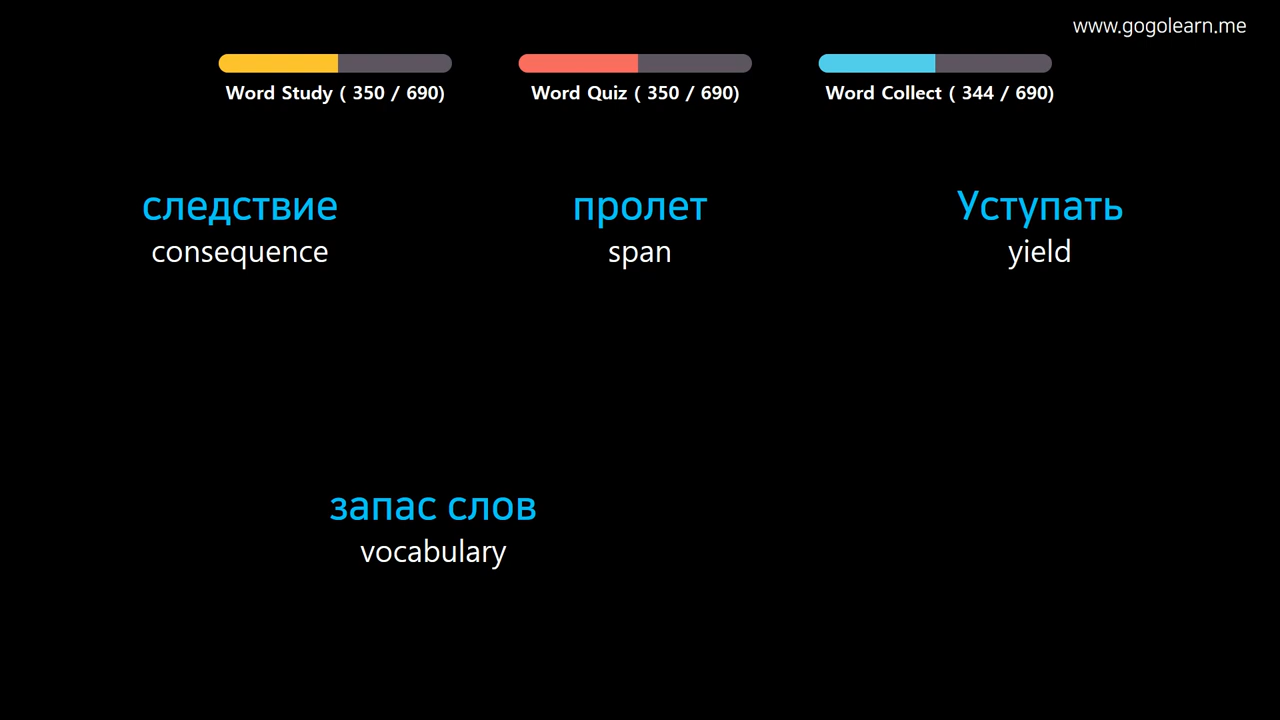 www.gogolearn.me
Word Study ( 350 / 690)
Word Quiz ( 350 / 690)
Word Collect ( 344 / 690)
следствие
consequence
пролет
span
Уступать
yield
запас слов
vocabulary